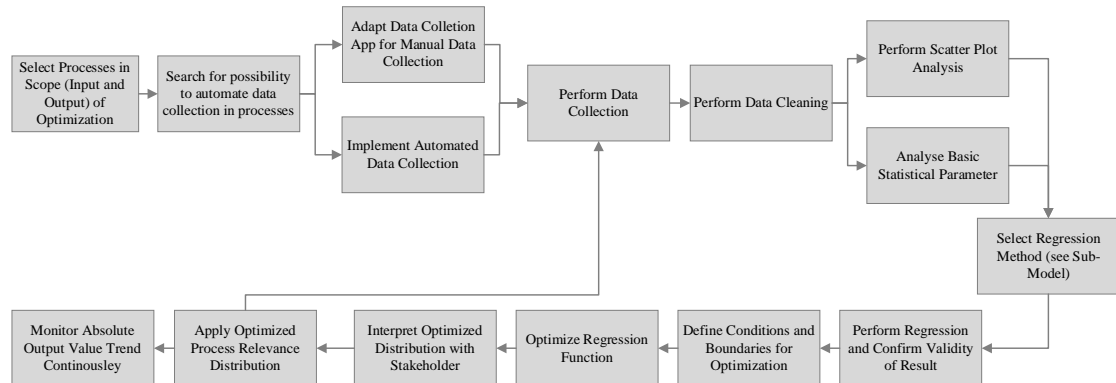 Select Processes in
Scope (Input and
Output) of
Optimization
Search for possibility
to automate data
collection in processes
Adapt Data Colletion
App for Manual Data
Collection
Implement Automated
Data Collection
Perform Data
Collection
Perform Data Cleaning
Perform Scatter Plot
Analysis
Analyse Basic
Statistical Parameter
Select Regression
Method (see Sub-
Model)
Perform Regression
and Confirm Validity
of Result
Define Conditions and
Boundaries for
Optimization
Optimize Regression
Function
Interpret Optimized
Distribution with
Stakeholder
Apply Optimized
Process Relevance
Distribution
Monitor Absolute
Output Value Trend
Continousley